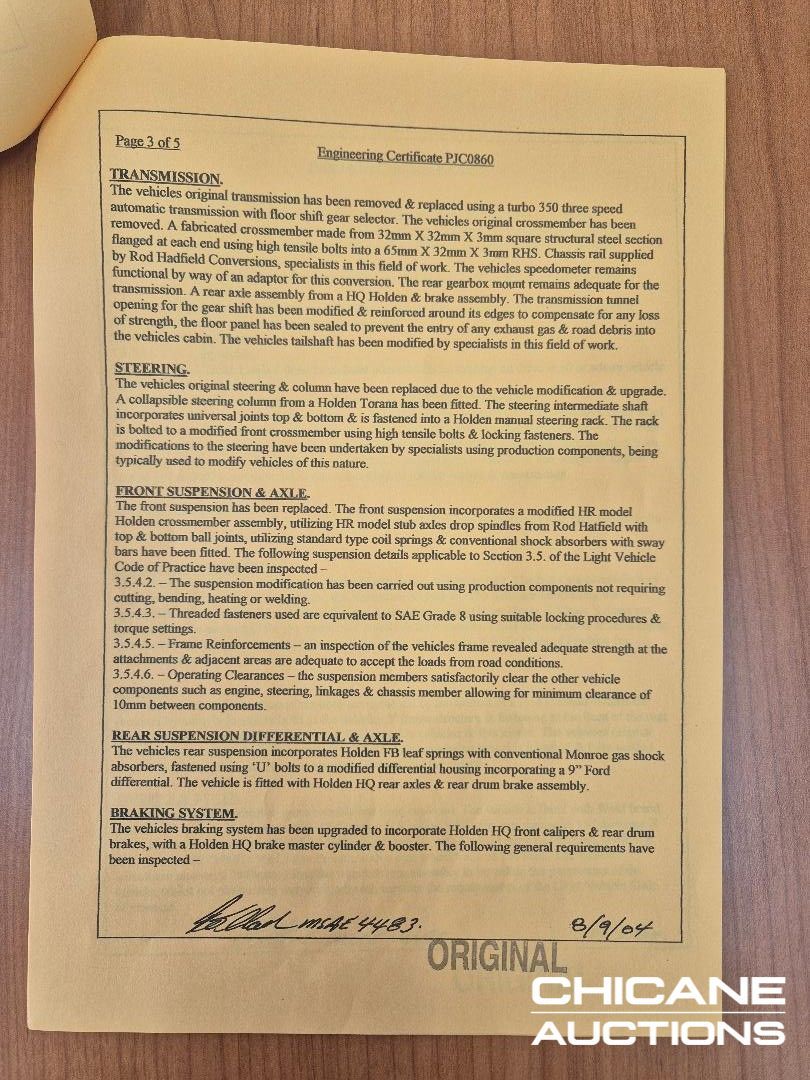 Page 3 of 5
Engineering Certificate PJC0860
TRANSMISSION.
The vehicles original transmission has been removed & replaced using a turbo 350 three speed
automatic transmission with floor shift gear selector. The vehicles original crossmember has been
removed. A fabricated crossmember made from 32mm X 32mm X 3mm square structural steel section
flanged at each end using high tensile bolts into a 65mm X 32mm X 3mm RHS. Chassis rail supplied
by Rod Hadfield Conversions, specialists in this field of work. The vehicles speedometer remains
functional by way of an adaptor for this conversion. The rear gearbox mount remains adequate for the
transmission. A rear axle assembly from a HQ Holden & brake assembly. The transmission tunnel
opening for the gear shift has been modified & reinforced around its edges to compensate for any loss
of strength, the floor panel has been sealed to prevent the entry of any exhaust gas & road debris into
the vehicles cabin. The vehicles tailshaft has been modified by specialists in this field of work.
STEERING.
The vehicles original steering & column have been replaced due to the vehicle modification & upgrade.
A collapsible steering column from a Holden Torana has been fitted. The steering intermediate shaft
incorporates universal joints top & bottom & is fastened into a Holden manual steering rack. The rack
is bolted to a modified front crossmember using high tensile bolts & locking fasteners. The
modifications to the steering have been undertaken by specialists using production components, being
typically used to modify vehicles of this nature.
FRONT SUSPENSION & AXLE.
The front suspension has been replaced. The front suspension incorporates a modified HR model
Holden crossmember assembly, utilizing HR model stub axles drop spindles from Rod Hatfield with
top & bottom ball joints, utilizing standard type coil springs & conventional shock absorbers with sway
bars have been fitted. The following suspension details applicable to Section 3.5. of the Light Vehicle
Code of Practice have been inspected –
3.5.4.2. – The suspension modification has been carried out using production components not requiring
cutting, bending, heating or welding.
3.5.4.3. – Threaded fasteners used are equivalent to SAE Grade 8 using suitable locking procedures &
torque settings.
3.5.4.5. – Frame Reinforcements – an inspection of the vehicles frame revealed adequate strength at the
attachments & adjacent areas are adequate to accept the loads from road conditions.
3.5.4.6. – Operating Clearances – the suspension members satisfactorily clear the other vehicle
components such as engine, steering, linkages & chassis member allowing for minimum clearance of
10mm between components.
REAR SUSPENSION DIFFERENTIAL & AXLE.
The vehicles rear suspension incorporates Holden FB leaf springs with conventional Monroe gas shock
absorbers, fastened using ‘U’ bolts to a modified differential housing incorporating a 9” Ford
differential. The vehicle is fitted with Holden HQ rear axles & rear drum brake assembly.
BRAKING SYSTEM.
The vehicles braking system has been upgraded to incorporate Holden HQ front calipers & rear drum
brakes, with a Holden HQ brake master cylinder & booster. The following general requirements have
been inspected –
MSAE 4483. 8/9/04
ORIGINAL
CHICANE
AUCTIONS